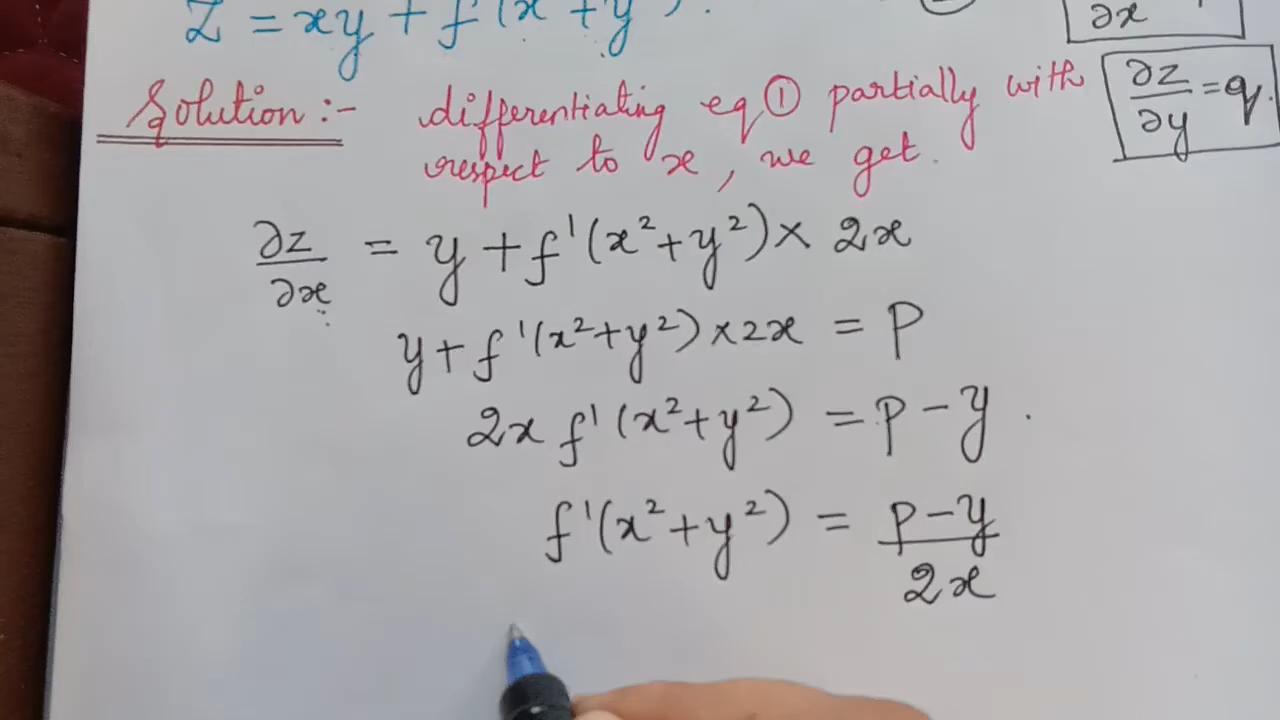 Z = xy + f(x + y
∂x
Solution :- differentiating eq ① partially with
respect to x, we get.
∂z/∂y = q.
∂z/∂x = y + f'(x² + y²) × 2x
y + f'(x² + y²) × 2x = P
2x f'(x² + y²) = P - y .
f'(x² + y²) = P - y / 2x